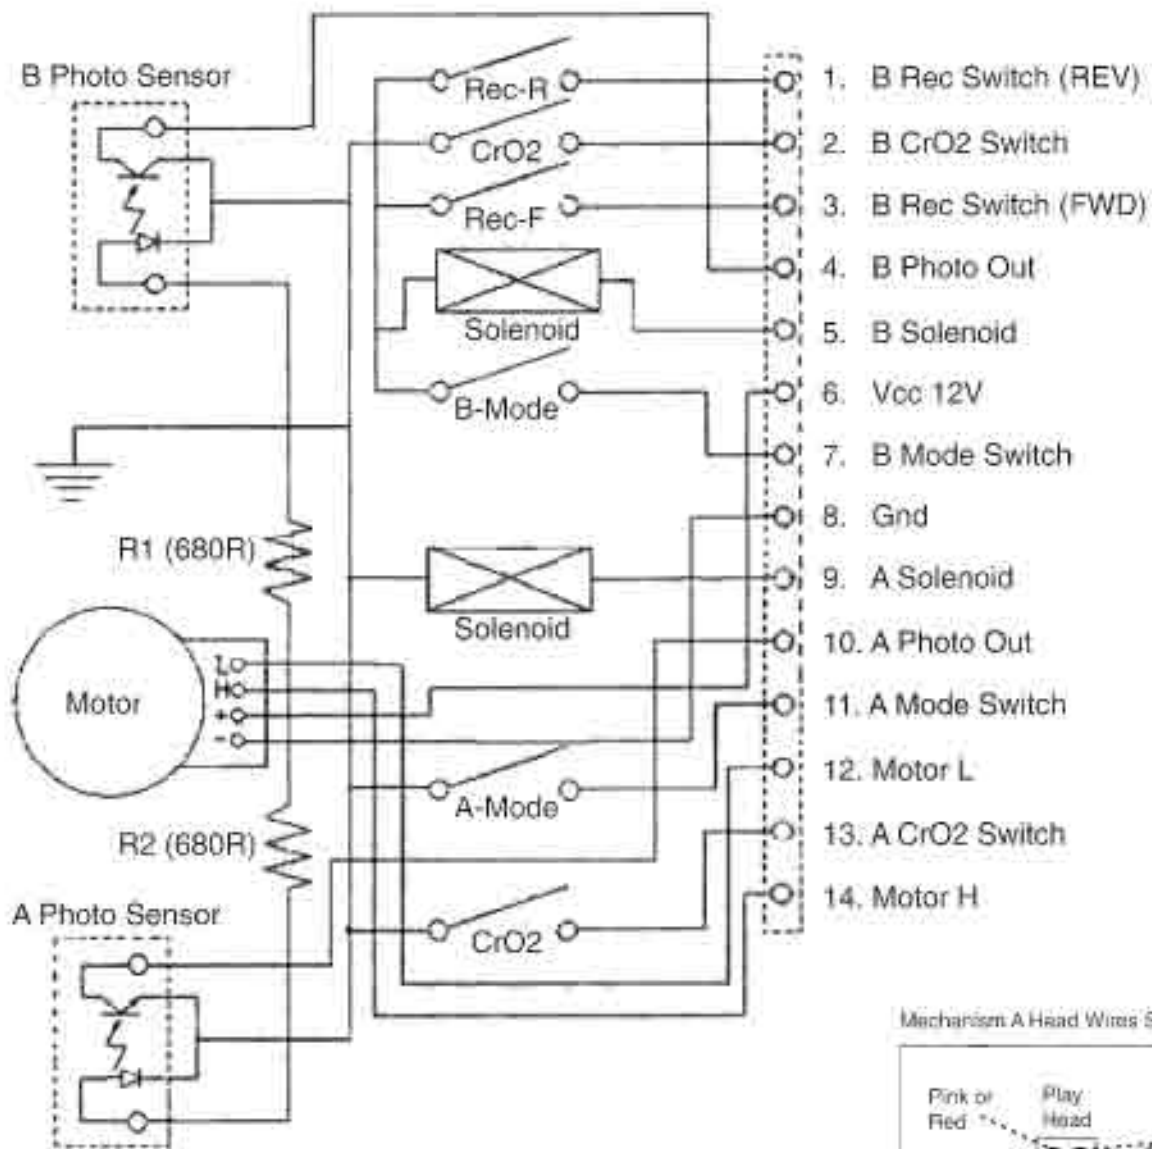 B Photo Sensor
Rec-R
CrO2
Rec-F
Solenoid
B-Mode
1. B Rec Switch (REV)
2. B CrO2 Switch
3. B Rec Switch (FWD)
4. B Photo Out
5. B Solenoid
6. Vcc 12V
7. B Mode Switch
8. Gnd
9. A Solenoid
10. A Photo Out
11. A Mode Switch
12. Motor L
13. A CrO2 Switch
14. Motor H
R1 (680R)
Solenoid
Motor
L
H
+
-
A-Mode
R2 (680R)
CrO2
A Photo Sensor
Mechanism A Head Wires
Pink or
Red
Play
Head